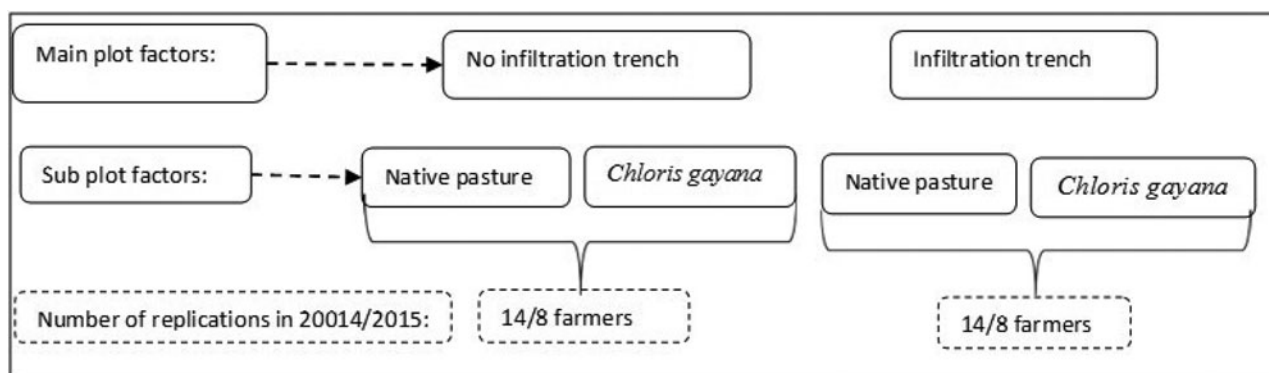 Main plot factors:
No infiltration trench
Infiltration trench
Sub plot factors:
Native pasture
Chloris gayana
Native pasture
Chloris gayana
Number of replications in 20014/2015:
14/8 farmers
14/8 farmers